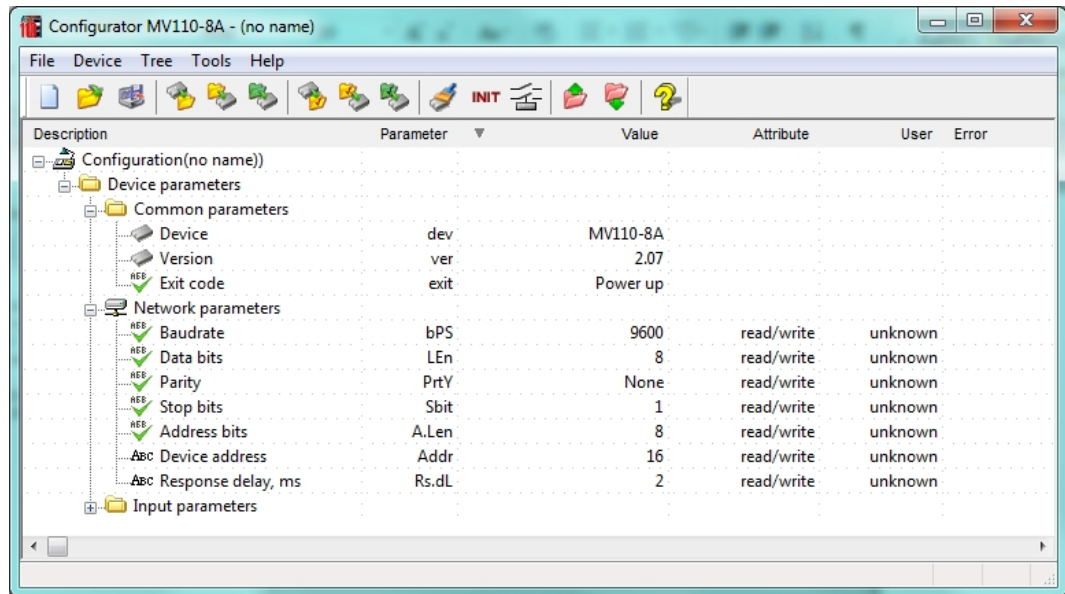 Configurator MV110-8A - (no name)
File Device Tree Tools Help
INIT
Description Parameter Value Attribute User Error
Configuration(no name))
Device parameters
Common parameters
Device dev MV110-8A
Version ver 2.07
Exit code exit Power up
Network parameters
Baudrate bPS 9600 read/write unknown
Data bits LEn 8 read/write unknown
Parity PrtY None read/write unknown
Stop bits Sbit 1 read/write unknown
Address bits A.Len 8 read/write unknown
ABC Device address Addr 16 read/write unknown
ABC Response delay, ms Rs.dL 2 read/write unknown
Input parameters